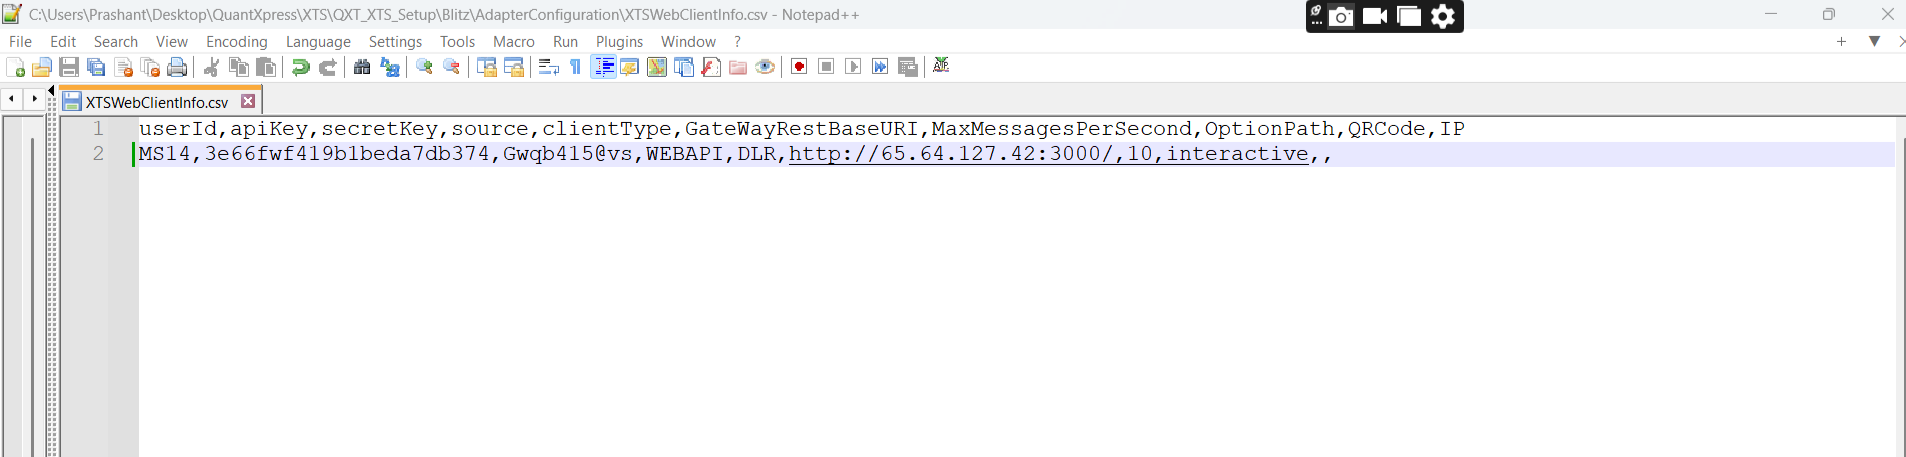 C:\Users\Prashant\Desktop\QuantXpress\XTS\QXT_XTS_Setup\Blitz\AdapterConfiguration\XTSWebClientInfo.csv - Notepad++
File Edit Search View Encoding Language Settings Tools Macro Run Plugins Window ?
XTSWebClientInfo.csv
1 userId,apiKey,secretKey,source,clientType,GateWayRestBaseURI,MaxMessagesPerSecond,OptionPath,QRCode,IP
2 MS14,3e66fwf419b1beda7db374,Gwqb415@vs,WEBAPI,DLR,http://65.64.127.42:3000/,10,interactive,,